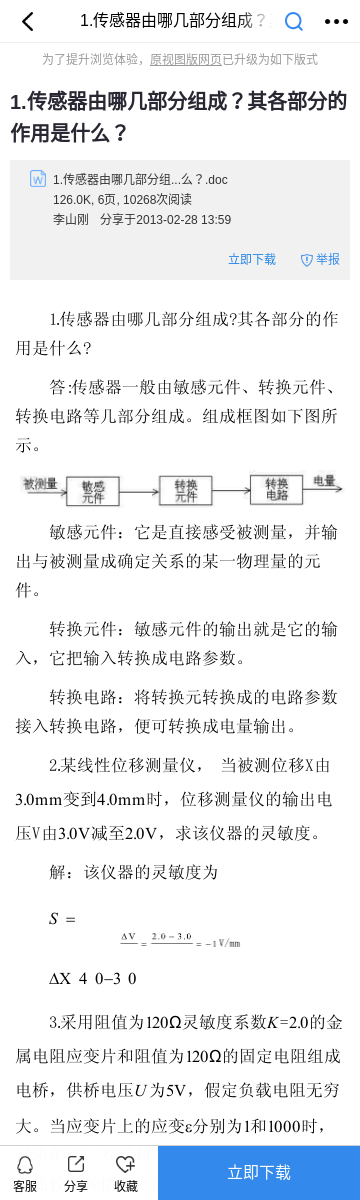 1.传感器由哪几部分组成？
为了提升浏览体验，原视图版网页已升级为如下版式
1.传感器由哪几部分组成？其各部分的
作用是什么？
1.传感器由哪几部分组...么？.doc
126.0K, 6页, 10268次阅读
李山刚 分享于2013-02-28 13:59
立即下载 举报
1.传感器由哪几部分组成?其各部分的作
用是什么?
答:传感器一般由敏感元件、转换元件、
转换电路等几部分组成。组成框图如下图所
示。
被测量 敏感元件 转换元件 转换电路 电量
敏感元件：它是直接感受被测量，并输
出与被测量成确定关系的某一物理量的元
件。
转换元件：敏感元件的输出就是它的输
入，它把输入转换成电路参数。
转换电路：将转换元转换成的电路参数
接入转换电路，便可转换成电量输出。
2.某线性位移测量仪， 当被测位移X由
3.0mm变到4.0mm时，位移测量仪的输出电
压V由3.0V减至2.0V，求该仪器的灵敏度。
解：该仪器的灵敏度为
S =
ΔV = 2.0－3.0 = －1 V/mm
ΔX 4 0–3 0
3.采用阻值为120Ω灵敏度系数K=2.0的金
属电阻应变片和阻值为120Ω的固定电阻组成
电桥，供桥电压U为5V，假定负载电阻无穷
大。当应变片上的应变ε分别为1和1000时，
客服 分享 收藏 立即下载